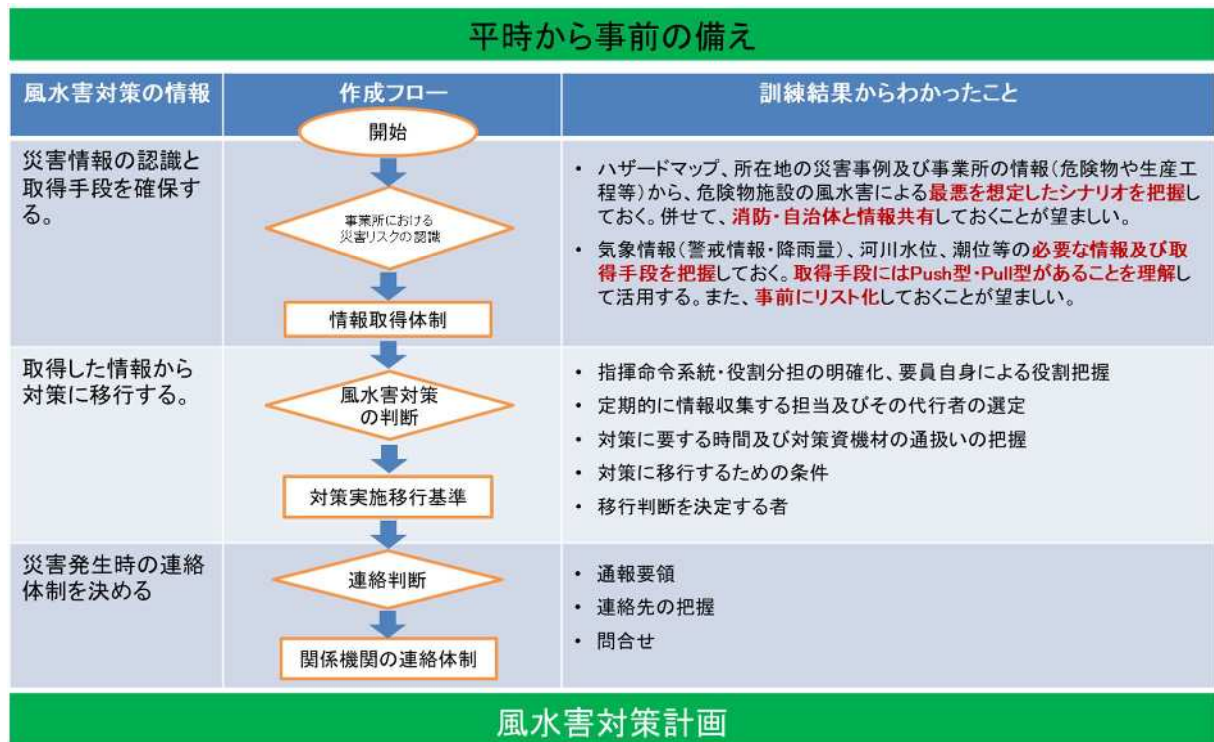 平時から事前の備え
風水害対策の情報
作成フロー
訓練結果からわかったこと
開始
災害情報の認識と
取得手段を確保す
る。
事業所における
災害リスクの認識
情報取得体制
• ハザードマップ、所在地の災害事例及び事業所の情報(危険物や生産工
程等)から、危険物施設の風水害による最悪を想定したシナリオを把握し
ておく。併せて、消防・自治体と情報共有しておくことが望ましい。
• 気象情報(警戒情報・降雨量)、河川水位、潮位等の必要な情報及び取
得手段を把握しておく。取得手段にはPush型・Pull型があることを理解し
て活用する。また、事前にリスト化しておくことが望ましい。
取得した情報から
対策に移行する。
風水害対策
の判断
対策実施移行基準
• 指揮命令系統・役割分担の明確化、要員自身による役割把握
• 定期的に情報収集する担当及びその代行者の選定
• 対策に要する時間及び対策資機材の通扱いの把握
• 対策に移行するための条件
• 移行判断を決定する者
災害発生時の連絡
体制を決める
連絡判断
関係機関の連絡体制
• 通報要領
• 連絡先の把握
• 問合せ
風水害対策計画